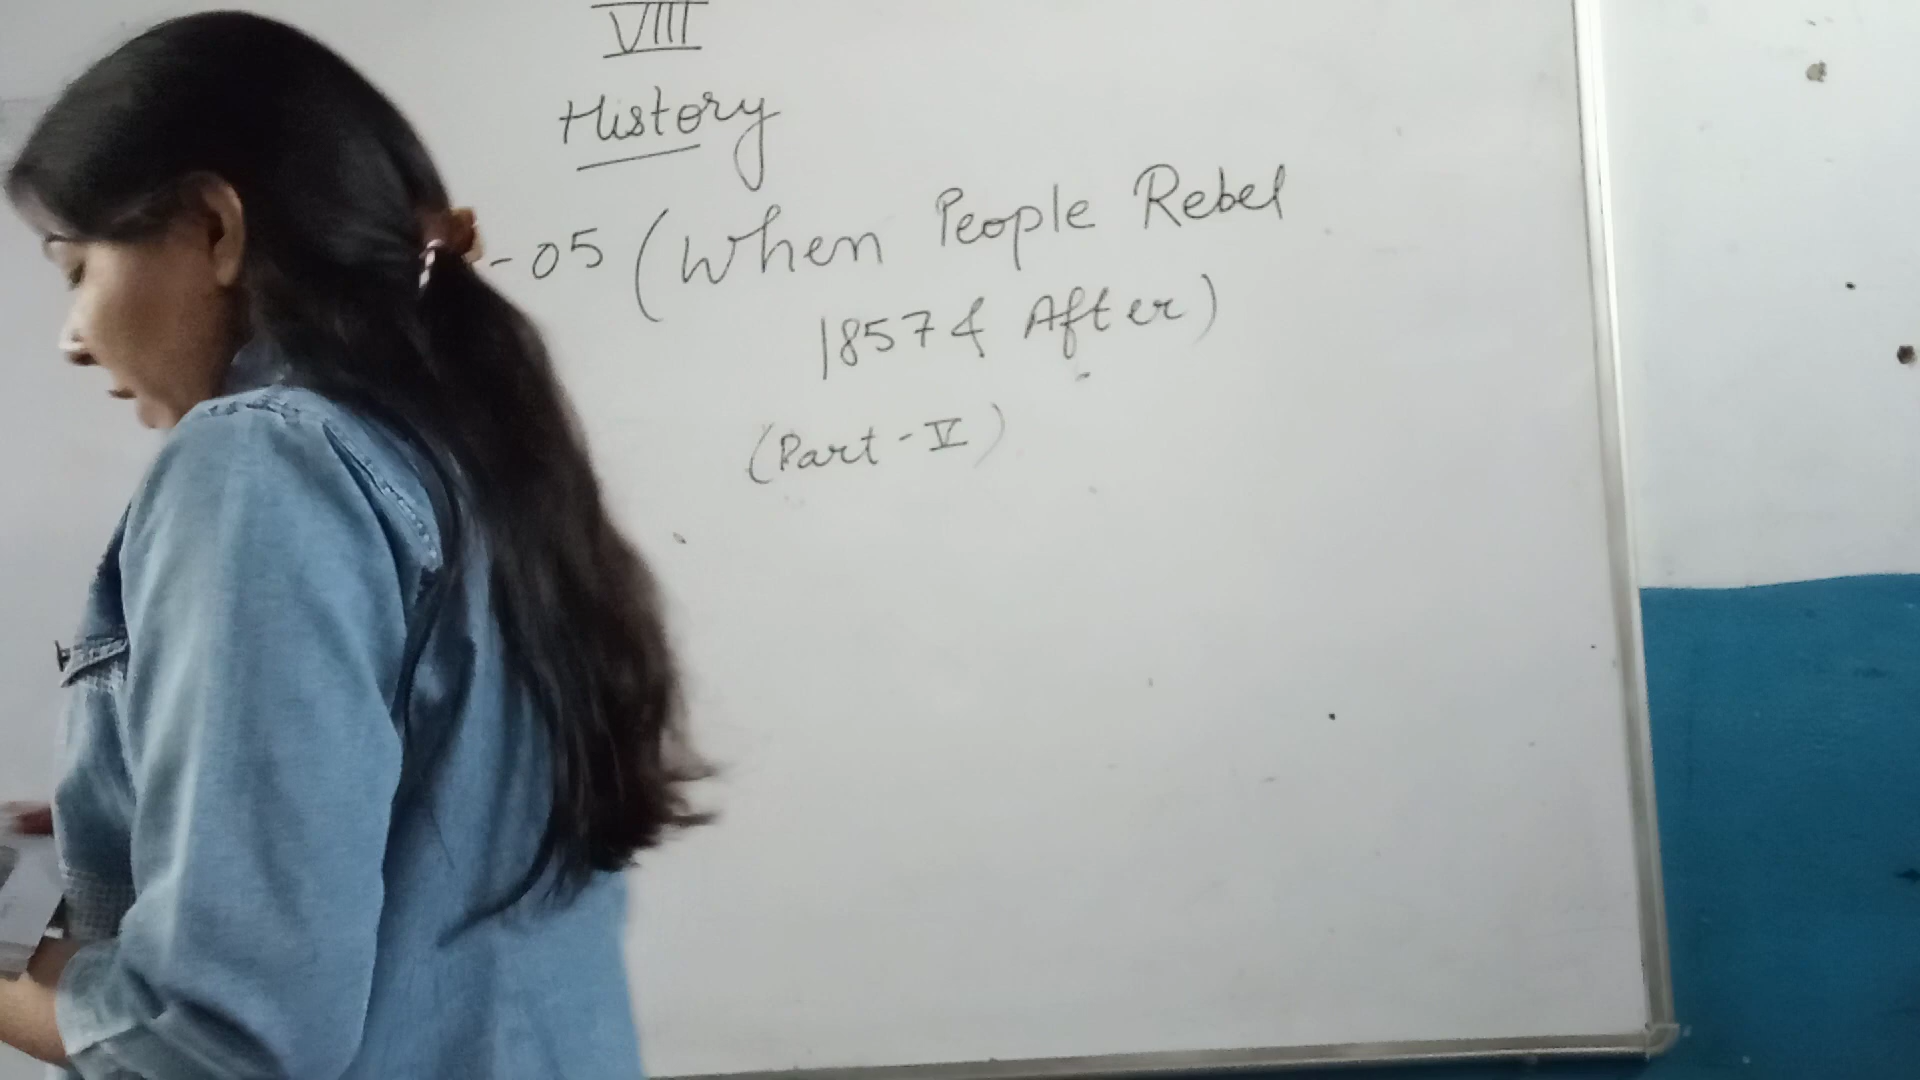 VIII
History
-05 (When People Rebel
1857 & After)
(Part-V)